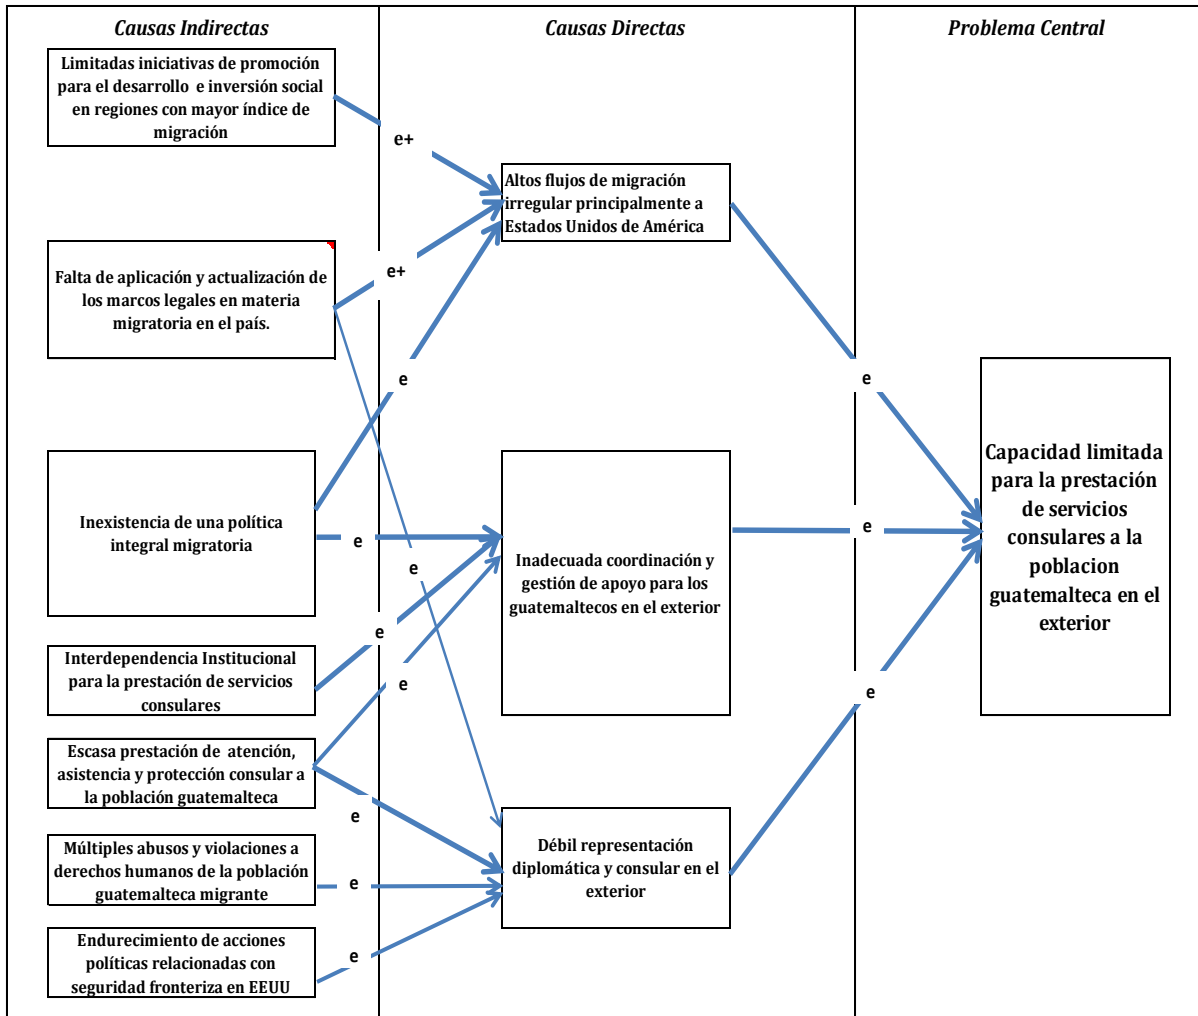 Causas Indirectas
Causas Directas
Problema Central
Limitadas iniciativas de promoción
para el desarrollo e inversión social
en regiones con mayor índice de
migración
e+
Altos flujos de migración
irregular principalmente a
Estados Unidos de América
Falta de aplicación y actualización de
los marcos legales en materia
migratoria en el país.
e+
e
e
Capacidad limitada
para la prestación
de servicios
consulares a la
poblacion
guatemalteca en el
exterior
Inexistencia de una política
integral migratoria
e
e
e
Inadecuada coordinación y
gestión de apoyo para los
guatemaltecos en el exterior
Interdependencia Institucional
para la prestación de servicios
consulares
e
e
e
Escasa prestación de atención,
asistencia y protección consular a
la población guatemalteca
e
Múltiples abusos y violaciones a
derechos humanos de la población
guatemalteca migrante
e
Débil representación
diplomática y consular en el
exterior
Endurecimiento de acciones
políticas relacionadas con
seguridad fronteriza en EEUU
e